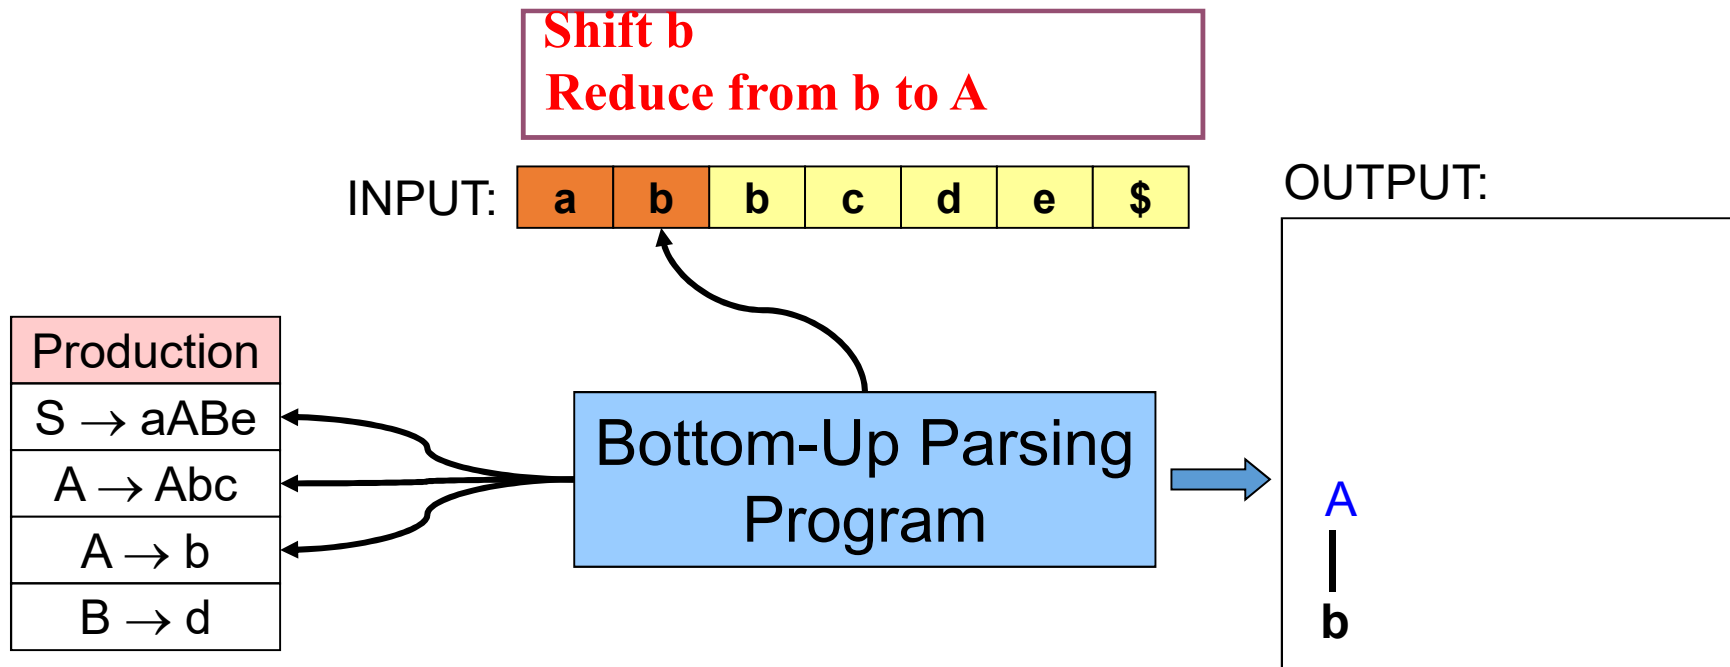 Shift b
Reduce from b to A
INPUT: a b b c d e $
OUTPUT:
Production
S → aABe
A → Abc
A → b
B → d
Bottom-Up Parsing
Program
A
b